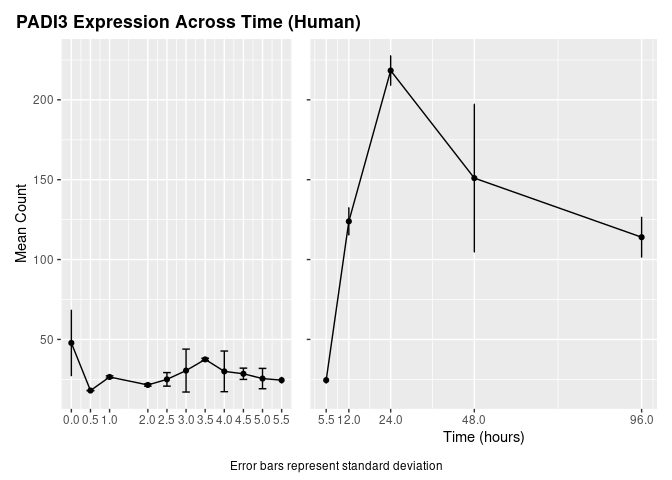 PADI3 Expression Across Time (Human)
Mean Count
200
150
100
50
0.0 0.5 1.0 2.0 2.5 3.0 3.5 4.0 4.5 5.0 5.5
5.5 12.0 24.0 48.0 96.0
Time (hours)
Error bars represent standard deviation